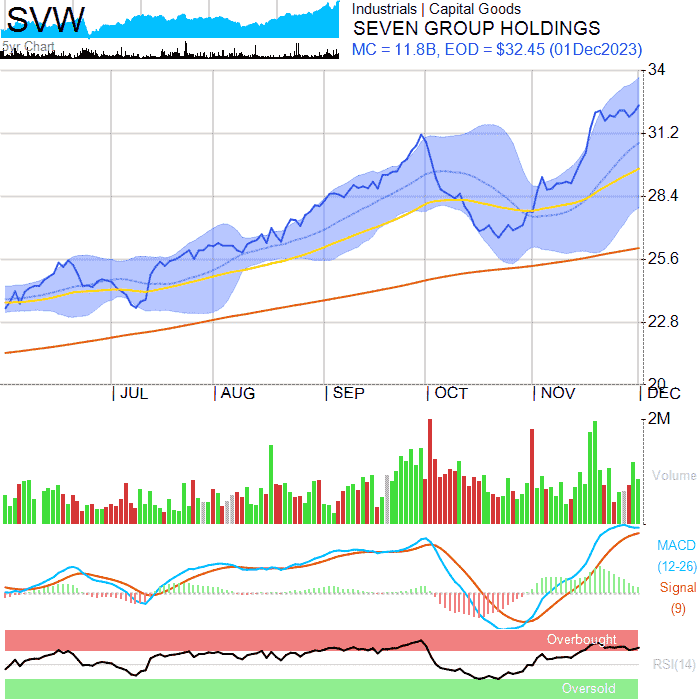 SVW
5yr Chart
Industrials | Capital Goods
SEVEN GROUP HOLDINGS
MC = 11.8B, EOD = $32.45 (01Dec2023)
34
31.2
28.4
25.6
22.8
20
JUL AUG SEP OCT NOV DEC
2M
Volume
MACD
(12-26)
Signal
(9)
Overbought
RSI(14)
Oversold